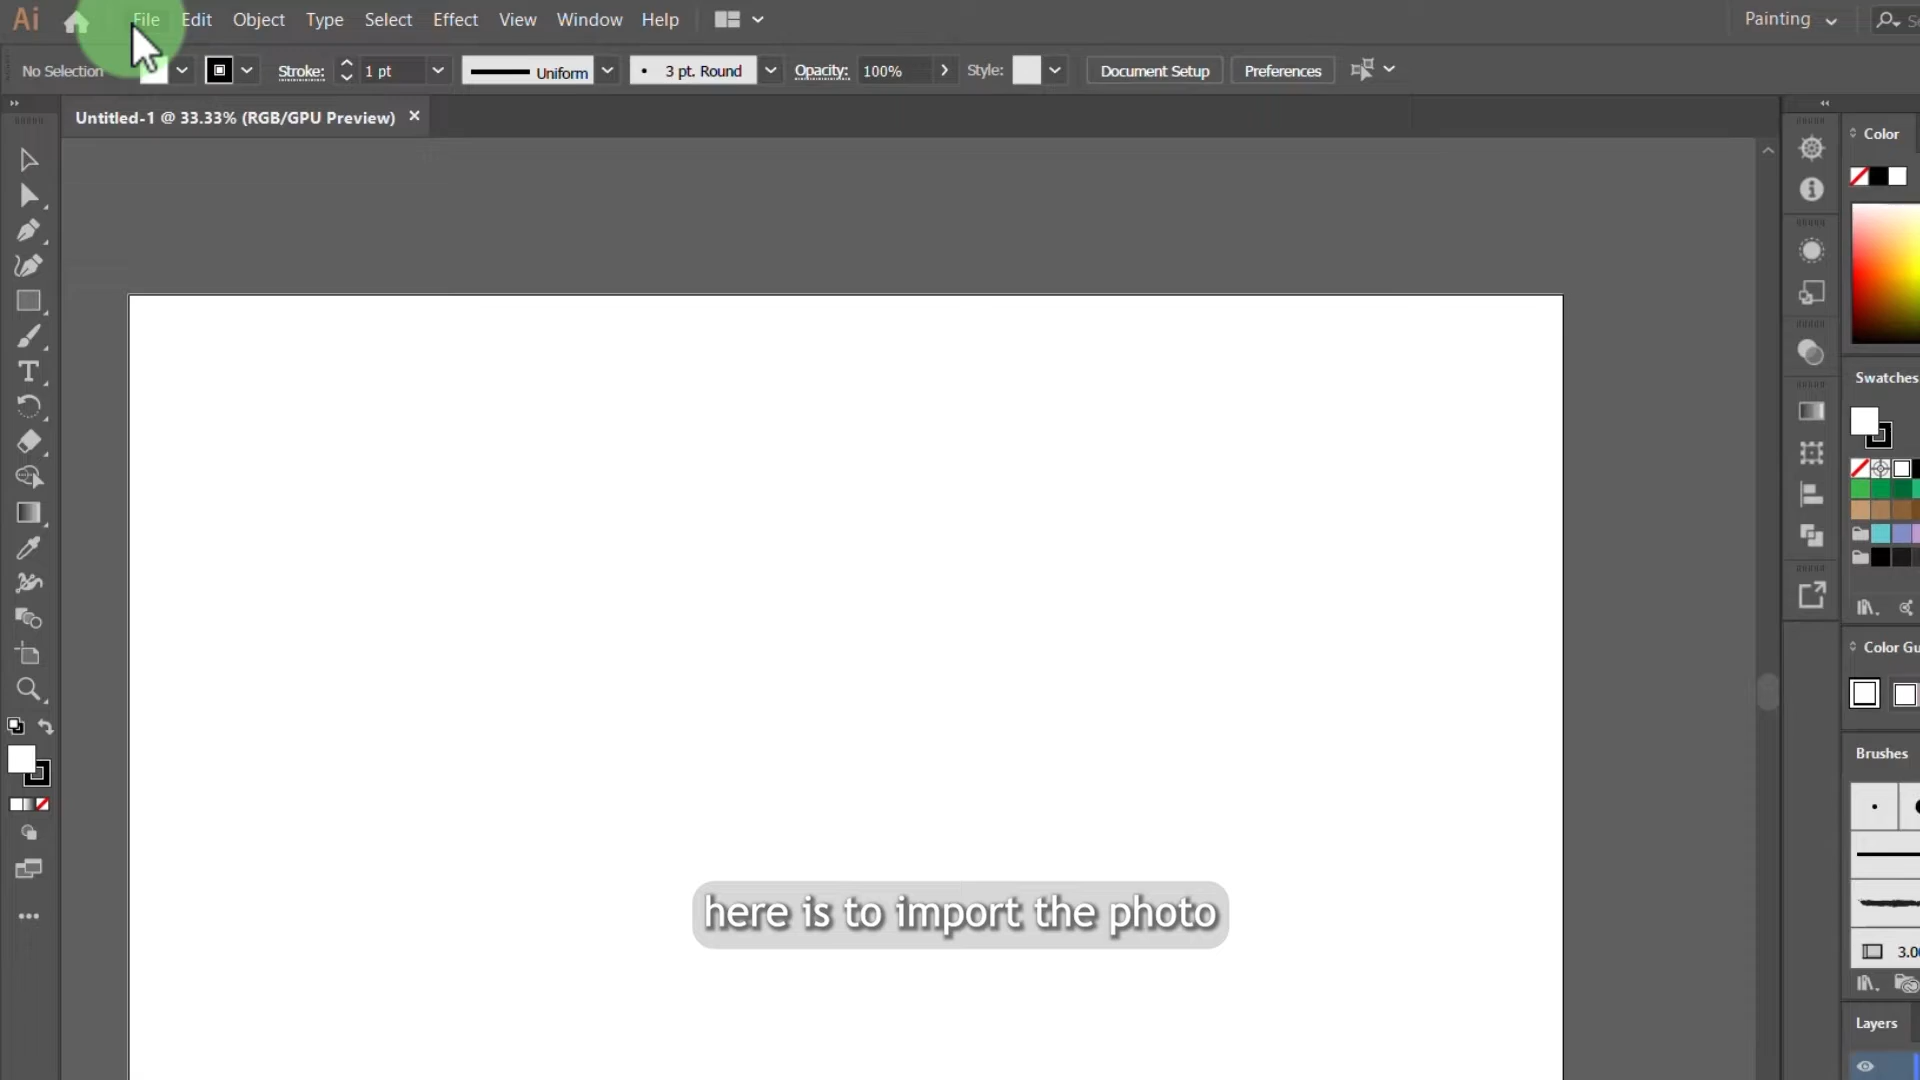 Ai File Edit Object Type Select Effect View Window Help Painting
No Selection Stroke: 1 pt Uniform 3 pt. Round Opacity: 100% Style: Document Setup Preferences
Untitled-1 @ 33.33% (RGB/GPU Preview) ×
Color
Swatches
Color Gu
Brushes
here is to import the photo
3.0
Layers